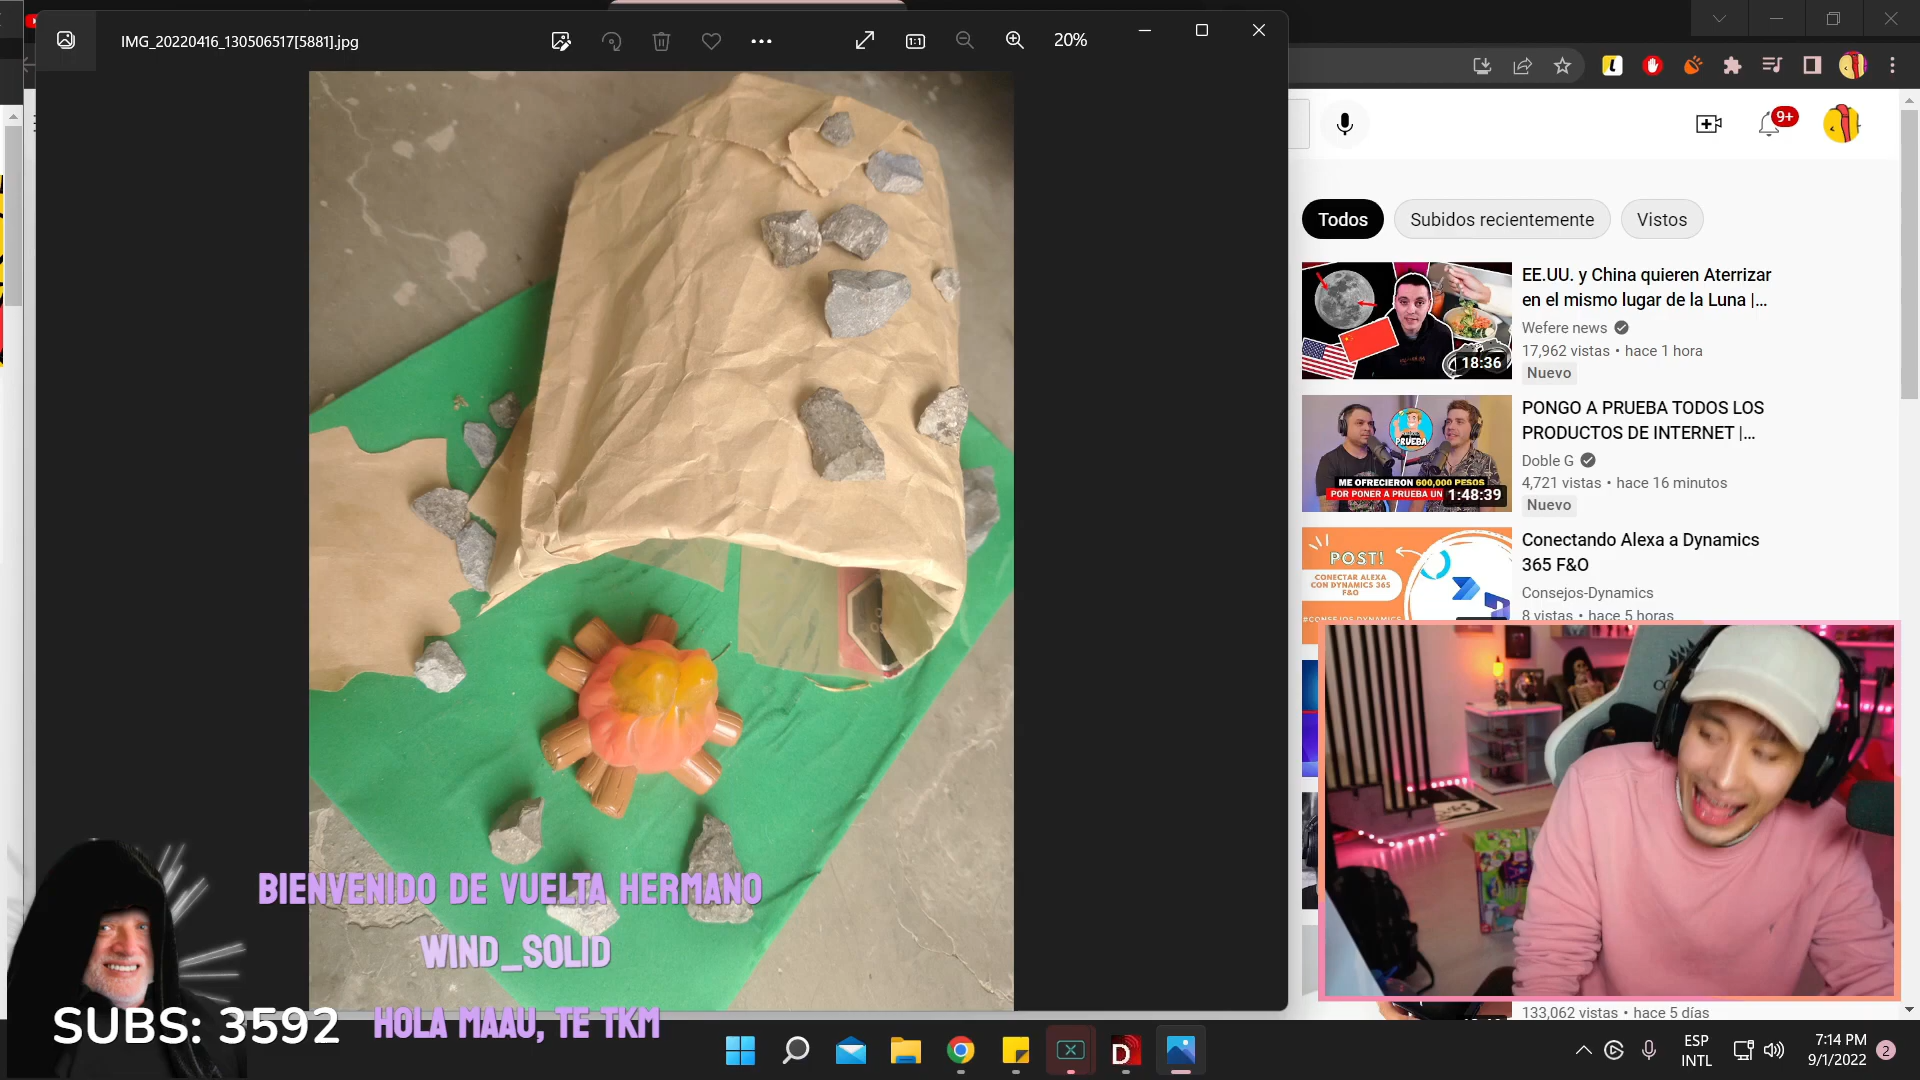 IMG_20220416_130506517[5881].jpg
20%
9+
Todos
Subidos recientemente
Vistos
EE.UU. y China quieren Aterrizar
en el mismo lugar de la Luna |...
Wefere news
17,962 vistas • hace 1 hora
Nuevo
18:36
PONGO A PRUEBA TODOS LOS
PRODUCTOS DE INTERNET |...
Doble G
4,721 vistas • hace 16 minutos
Nuevo
PRUEBA
ME OFRECIERON 600,000 PESOS
POR PONER A PRUEBA UN
1:48:39
Conectando Alexa a Dynamics
365 F&O
Consejos-Dynamics
8 vistas • hace 5 horas
POST!
CONECTAR ALEXA
CON DYNAMICS 365
F&O
#CONSEJOS_DYNAMICS
133,062 vistas • hace 5 días
BIENVENIDO DE VUELTA HERMANO
WIND_SOLID
HOLA MAAU, TE TKM
SUBS: 3592
ESP
INTL
7:14 PM
9/1/2022
2